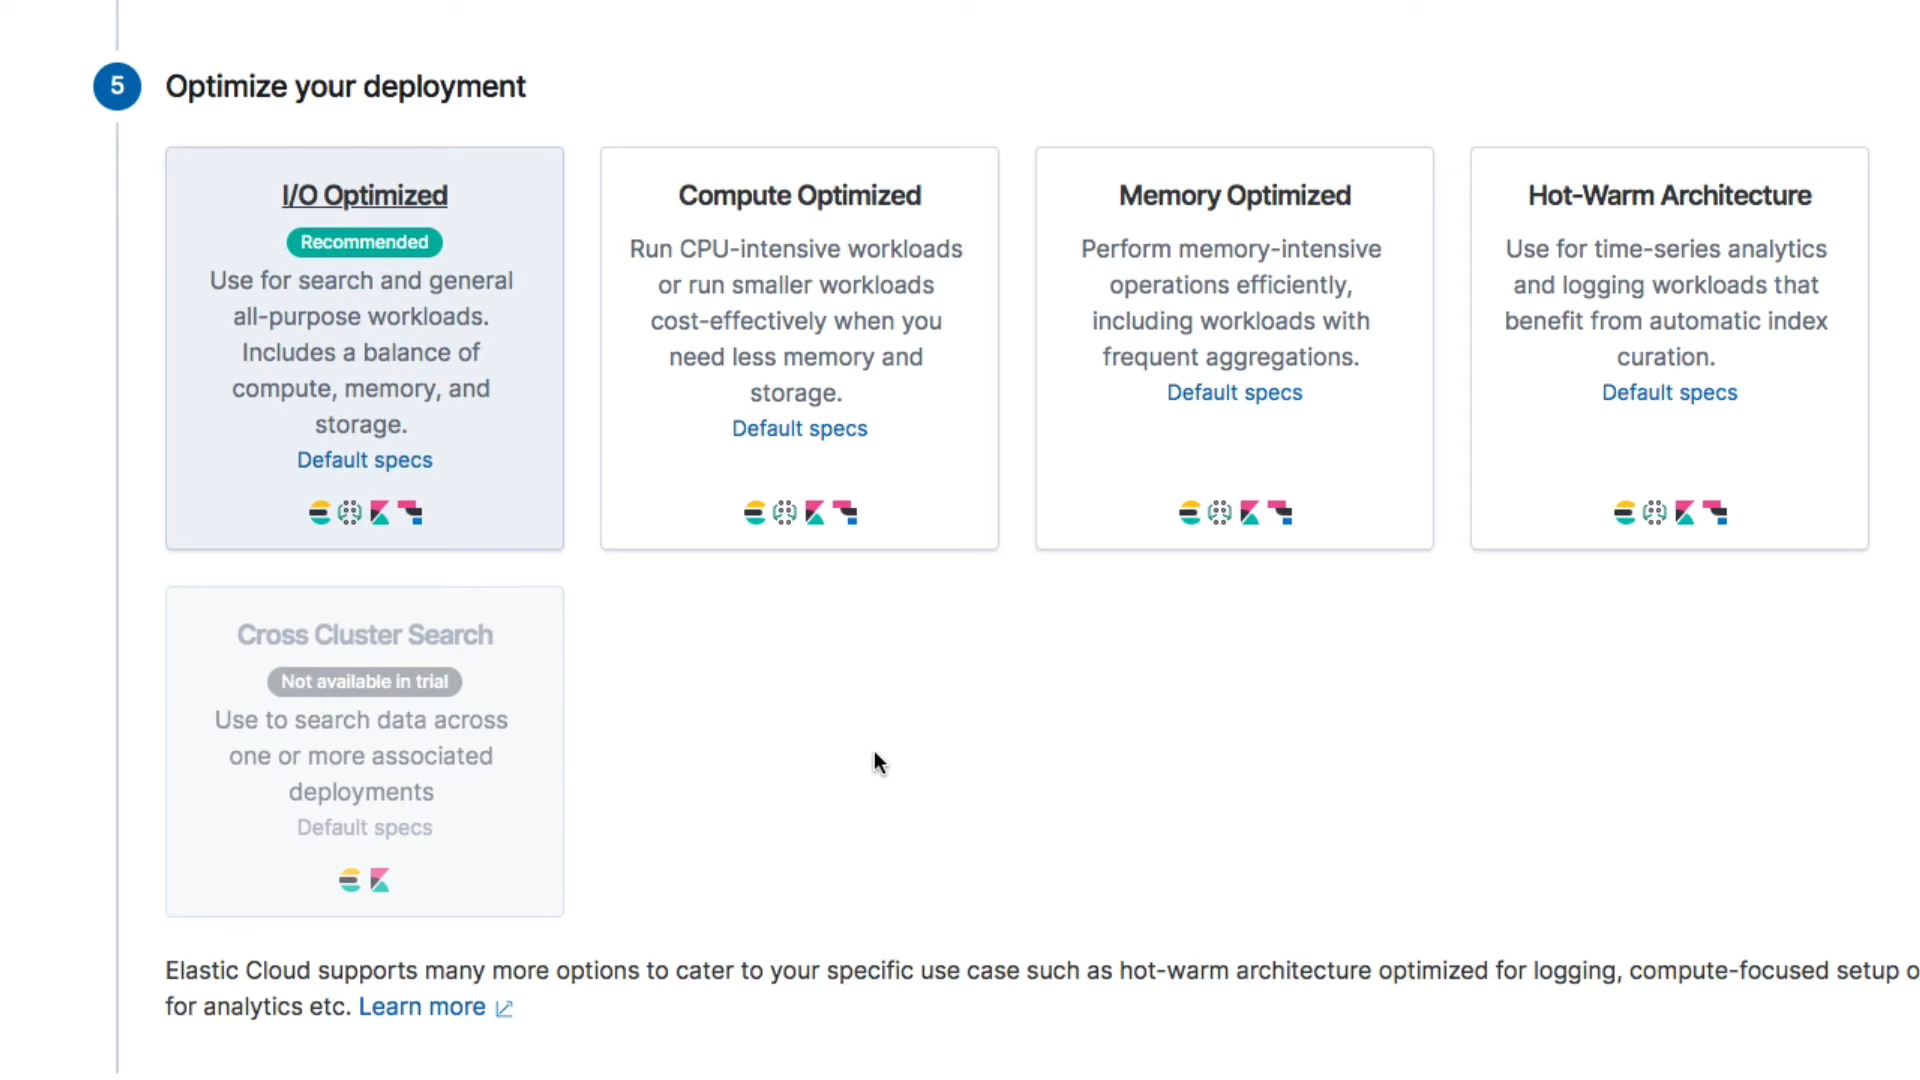 5
Optimize your deployment
I/O Optimized
Recommended
Use for search and general
all-purpose workloads.
Includes a balance of
compute, memory, and
storage.
Default specs
Compute Optimized
Run CPU-intensive workloads
or run smaller workloads
cost-effectively when you
need less memory and
storage.
Default specs
Memory Optimized
Perform memory-intensive
operations efficiently,
including workloads with
frequent aggregations.
Default specs
Hot-Warm Architecture
Use for time-series analytics
and logging workloads that
benefit from automatic index
curation.
Default specs
Cross Cluster Search
Not available in trial
Use to search data across
one or more associated
deployments
Default specs
Elastic Cloud supports many more options to cater to your specific use case such as hot-warm architecture optimized for logging, compute-focused setup
for analytics etc. Learn more